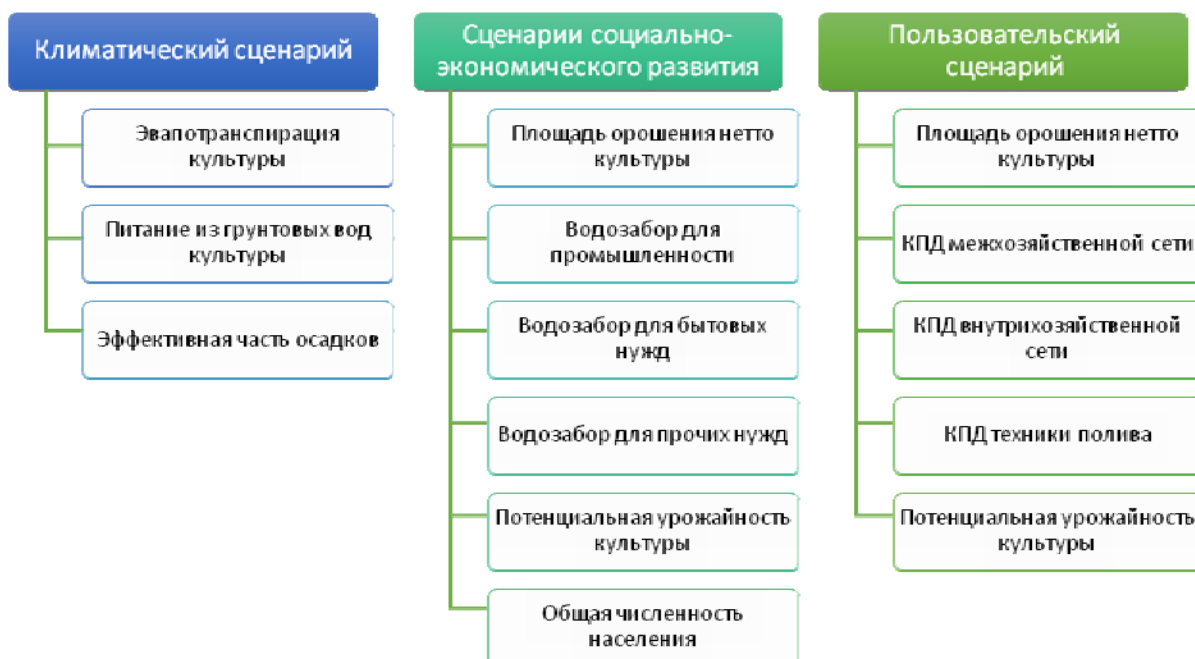 Климатический сценарий
Эвапотранспирация
культуры
Питание из грунтовых вод
культуры
Эффективная часть осадков
Сценарии социально-
экономического развития
Площадь орошения нетто
культуры
Водозабор для
промышленности
Водозабор для бытовых
нужд
Водозабор для прочих нужд
Потенциальная урожайность
культуры
Общая численность
населения
Пользовательский
сценарий
Площадь орошения нетто
культуры
КПД межхозяйственной сети
КПД внутрихозяйственной
сети
КПД техники полива
Потенциальная урожайность
культуры